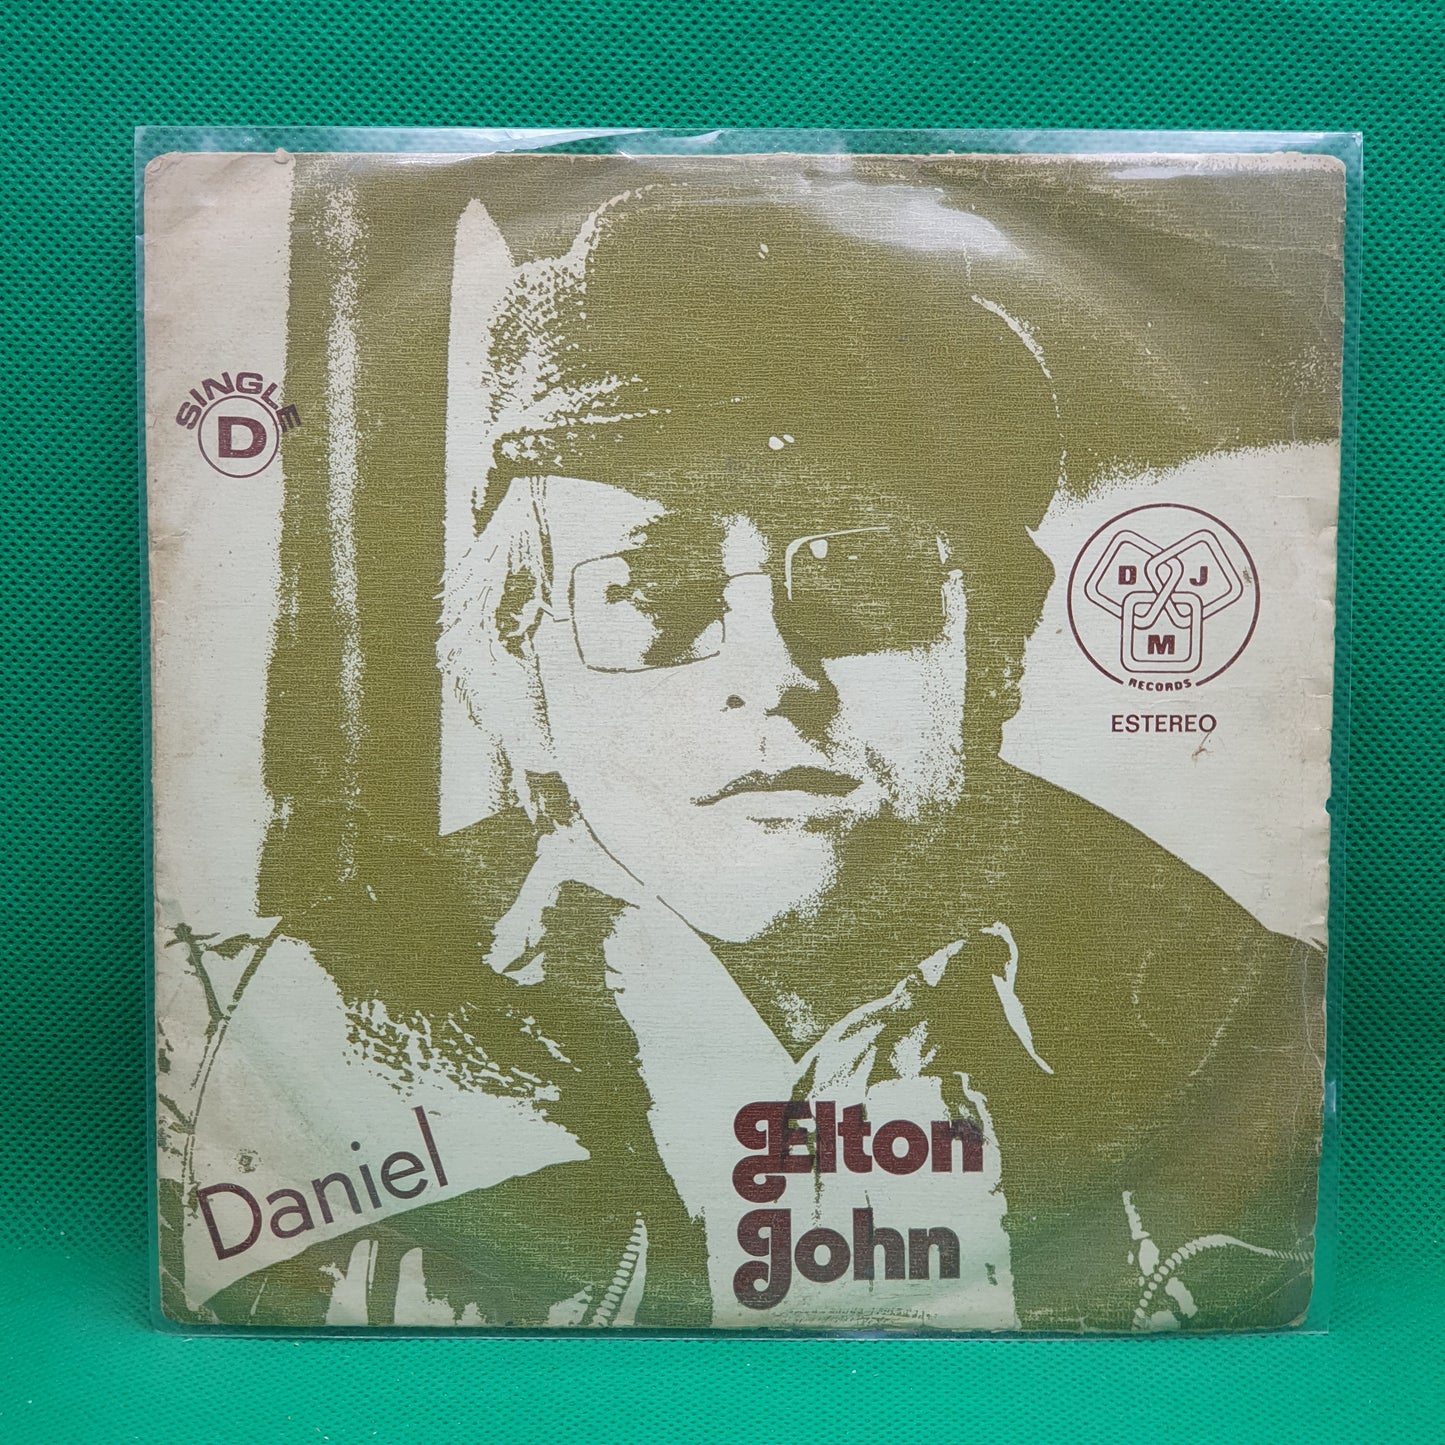 SINGLE
D
D J
M
RECORDS
ESTEREO
Daniel
Elton
John